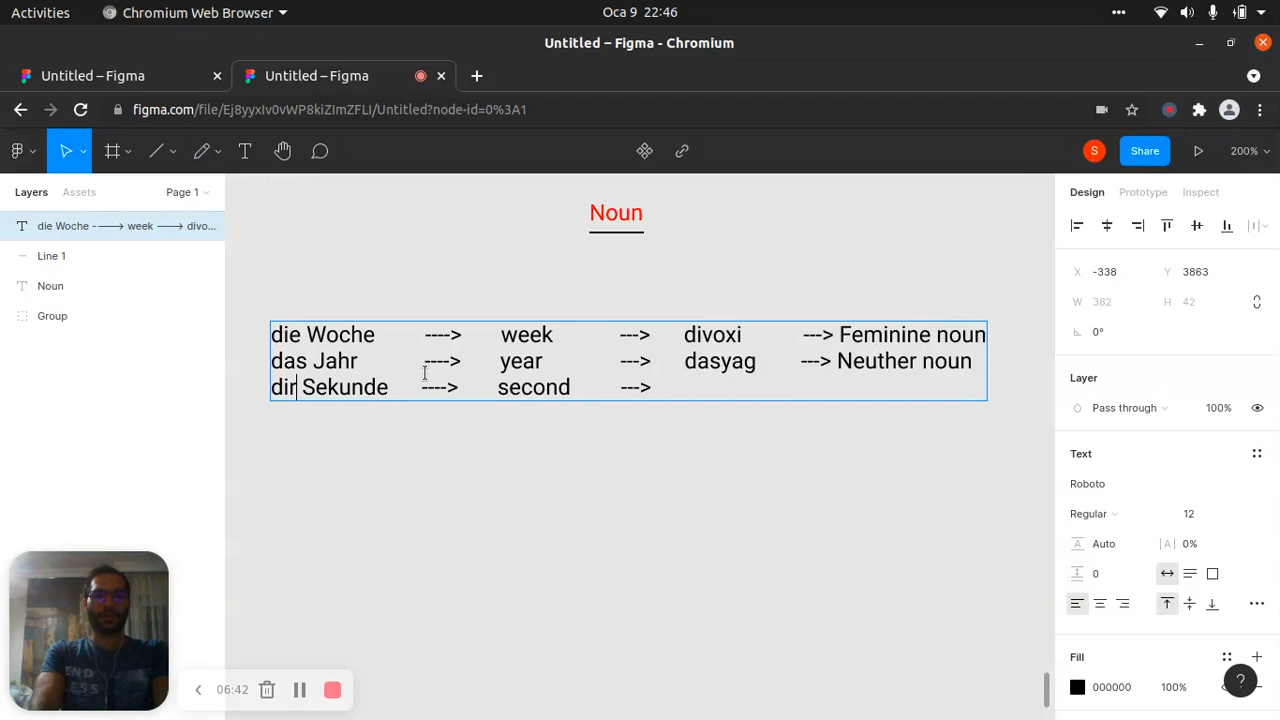 Activities Chromium Web Browser Oca 9 22:46
Untitled – Figma - Chromium
Untitled – Figma Untitled – Figma
figma.com/file/Ej8yyxIv0vWP8kiZImZFLI/Untitled?node-id=0%3A1
S Share 200%
Layers Assets Page 1 Design Prototype Inspect
die Woche ----> week ---> divo...
Line 1
Noun
Group
Noun
die Woche ----> week ---> divoxi ---> Feminine noun
das Jahr ----> year ---> dasyag ---> Neuther noun
dir Sekunde ----> second --->
X -338 Y 3863
W 382 H 42
0°
Layer
Pass through 100%
Text
Roboto
Regular 12
A Auto |A| 0%
0
Fill
000000 100%
?
06:42